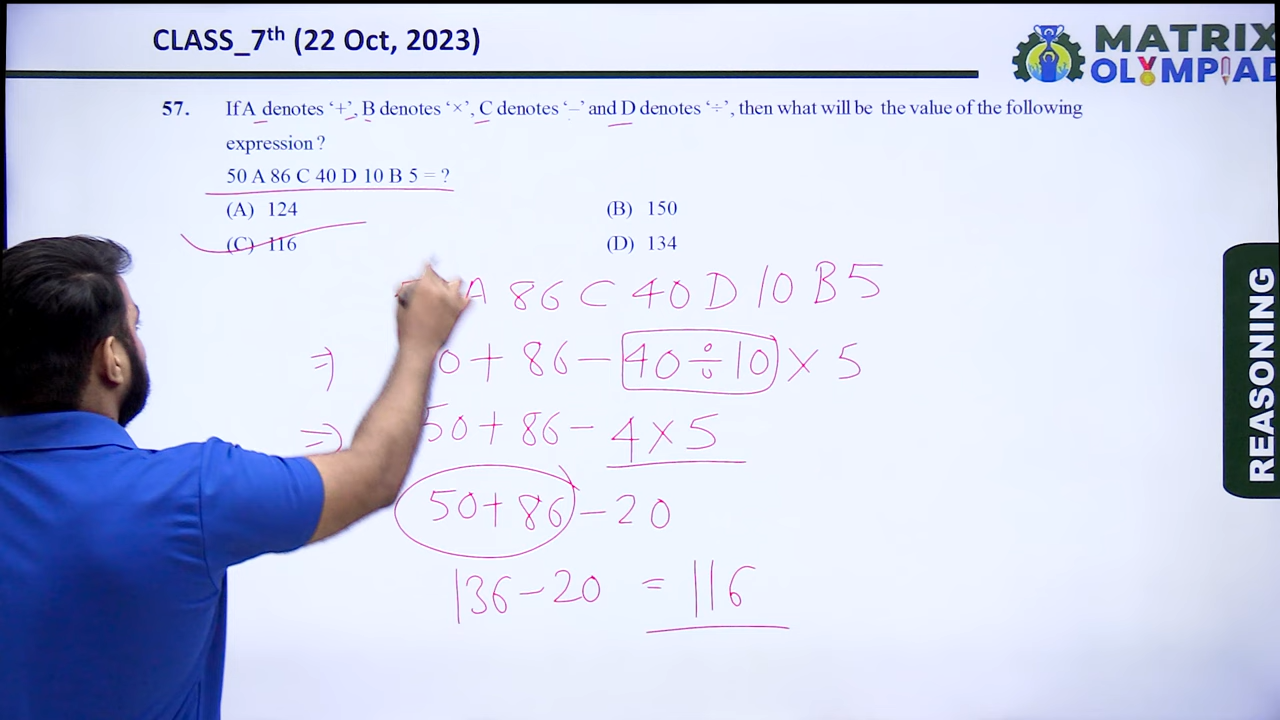 CLASS_7th (22 Oct, 2023)
MATRIX
OLYMPIAD
57. If A denotes ‘+’, B denotes ‘×’, C denotes ‘–’ and D denotes ‘÷’, then what will be the value of the following
expression ?
50 A 86 C 40 D 10 B 5 = ?
(A) 124 (B) 150
(C) 116 (D) 134
A 86 C 40 D 10 B 5
⇒ 0 + 86 – 40 ÷ 10 × 5
⇒ 50 + 86 – 4 × 5
50 + 86 – 20
136 – 20 = 116
REASONING